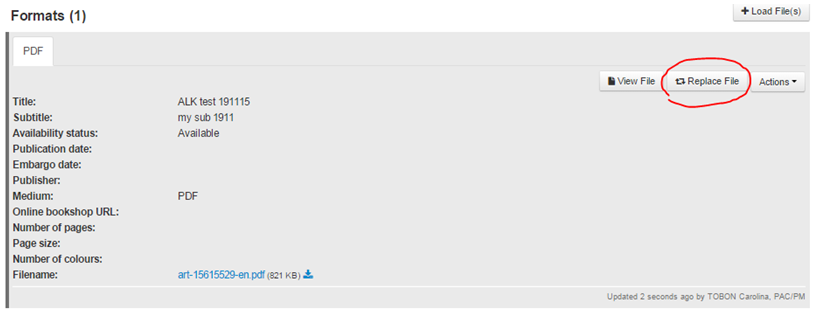 Formats (1)
Load File(s)
PDF
View File
Replace File
Actions
Title: ALK test 191115
Subtitle: my sub 1911
Availability status: Available
Publication date:
Embargo date:
Publisher:
Medium: PDF
Online bookshop URL:
Number of pages:
Page size:
Number of colours:
Filename: art-15615529-en.pdf (821 KB)
Updated 2 seconds ago by TOBON Carolina, PAC/PM